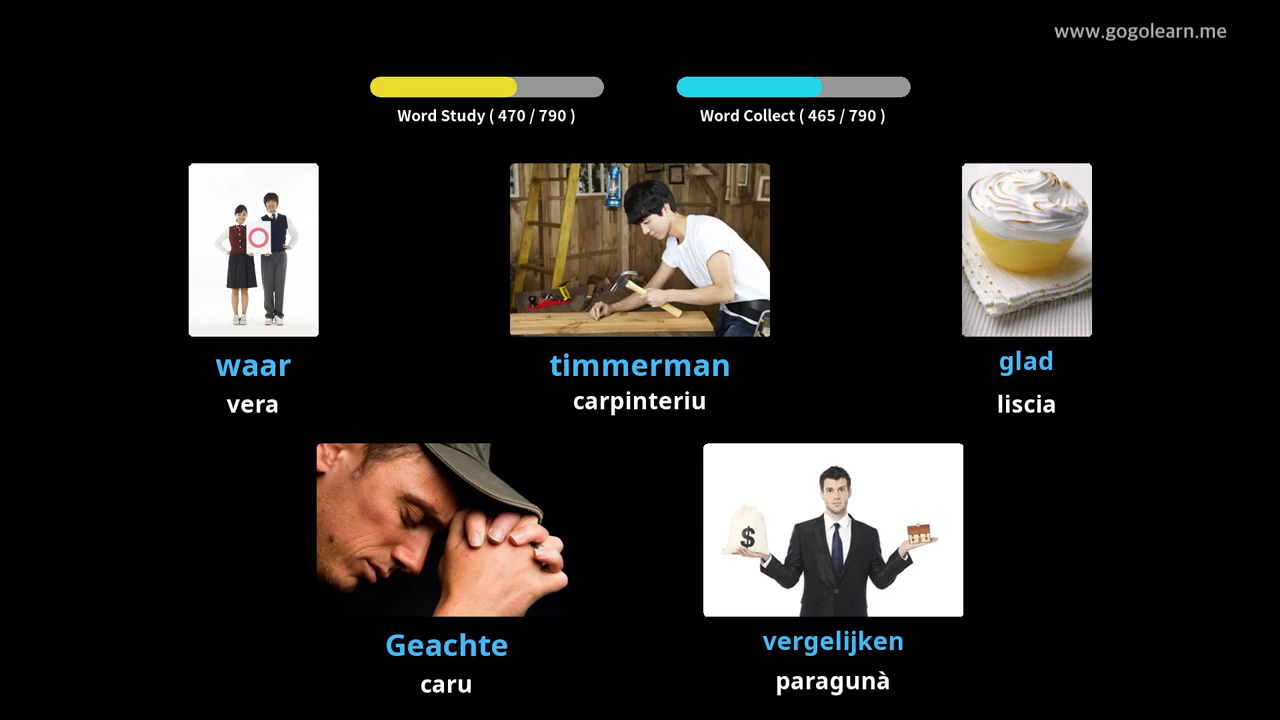 www.gogolearn.me
Word Study ( 470 / 790 )
Word Collect ( 465 / 790 )
waar
vera
timmerman
carpinteriu
glad
liscia
$
Geachte
caru
vergelijken
paragunà